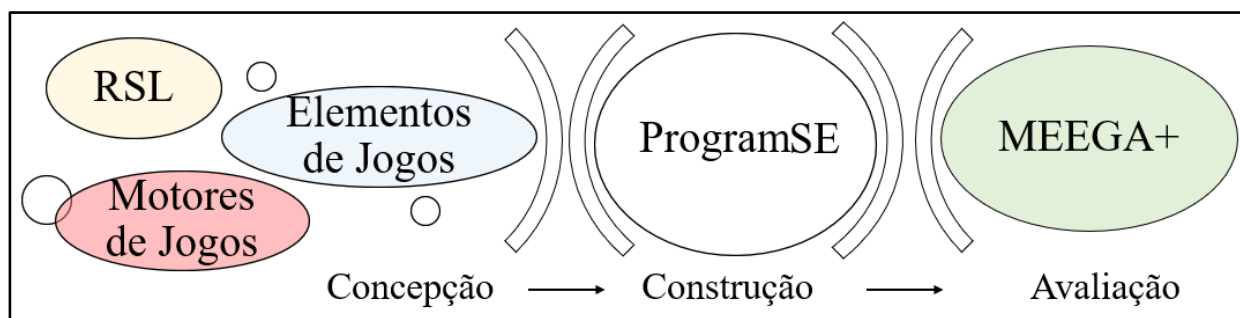 RSL
Elementos
de Jogos
Motores
de Jogos
ProgramSE
MEEGA+
Concepção
Construção
Avaliação